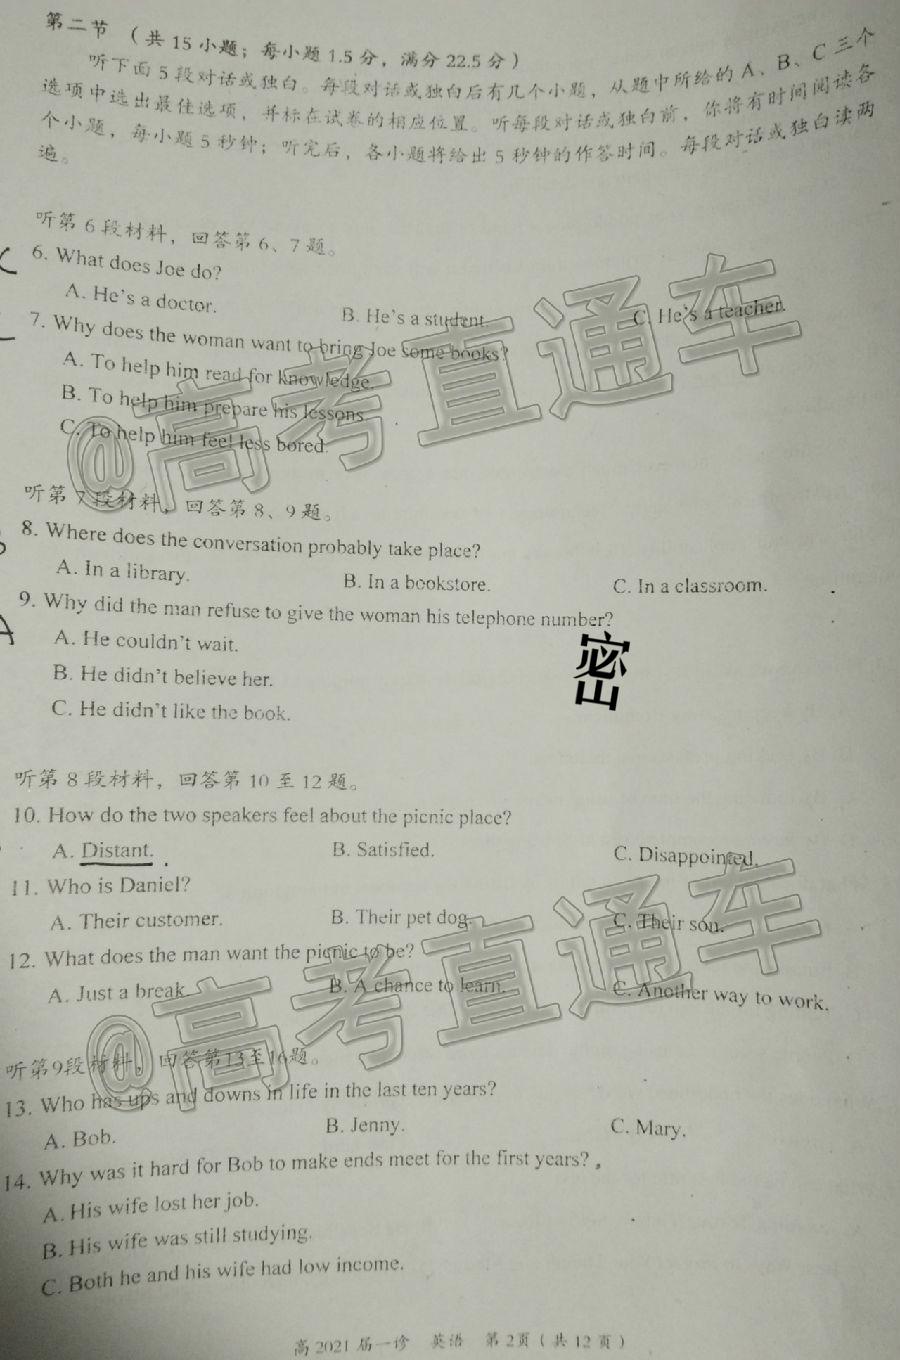 第二节 （共 15 小题；每小题 1.5 分，满分 22.5 分）
听下面 5 段对话或独白。每段对话或独白后有几个小题，从题中所给的 A、B、C 三个
选项中选出最佳选项，并标在试卷的相应位置。听每段对话或独白前，你将有时间阅读各
个小题，每小题 5 秒钟；听完后，各小题将给出 5 秒钟的作答时间。每段对话或独白读两
遍。
听第 6 段材料，回答第 6、7 题。
6. What does Joe do?
A. He's a doctor. B. He's a student. C. He's a teacher.
7. Why does the woman want to bring Joe some books?
A. To help him read for knowledge.
B. To help him prepare his lessons.
C. To help him feel less bored.
@高考直通车
听第 7 段材料，回答第 8、9 题。
8. Where does the conversation probably take place?
A. In a library. B. In a bookstore. C. In a classroom.
9. Why did the man refuse to give the woman his telephone number?
A. He couldn't wait.
B. He didn't believe her.
C. He didn't like the book.
密
听第 8 段材料，回答第 10 至 12 题。
10. How do the two speakers feel about the picnic place?
A. Distant. B. Satisfied. C. Disappointed.
11. Who is Daniel?
A. Their customer. B. Their pet dog. C. Their son.
12. What does the man want the picnic to be?
A. Just a break. B. A chance to learn. C. Another way to work.
@高考直通车
听第9段材料，回答第13至16题。
13. Who has ups and downs in life in the last ten years?
A. Bob. B. Jenny. C. Mary.
14. Why was it hard for Bob to make ends meet for the first years?
A. His wife lost her job.
B. His wife was still studying.
C. Both he and his wife had low income.
高 2021 届一诊 英语 第 2 页（共 12 页）